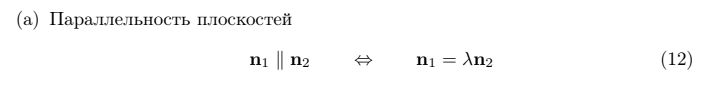 (a) Параллельность плоскостей
n₁ ∥ n₂ ⇔ n₁ = λn₂ (12)